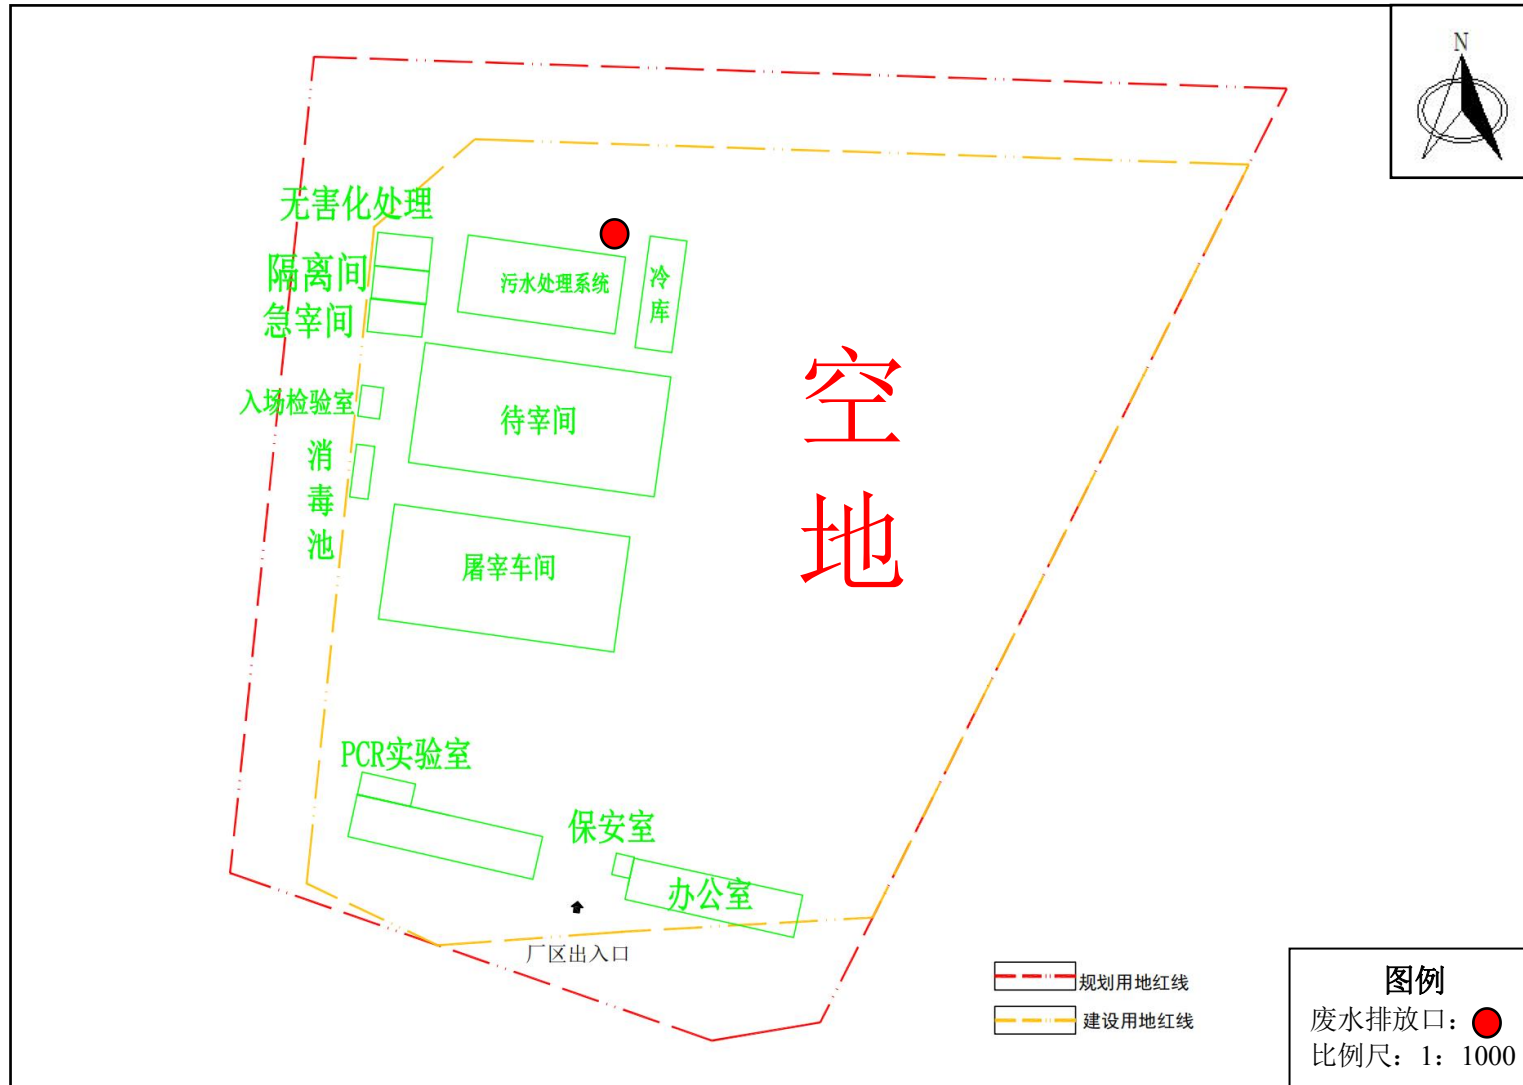 N
无害化处理
隔离间
急宰间
污水处理系统
冷库
入场检验室
待宰间
消毒池
屠宰车间
空地
PCR实验室
保安室
办公室
厂区出入口
规划用地红线
建设用地红线
图例
废水排放口：
比例尺：1：1000